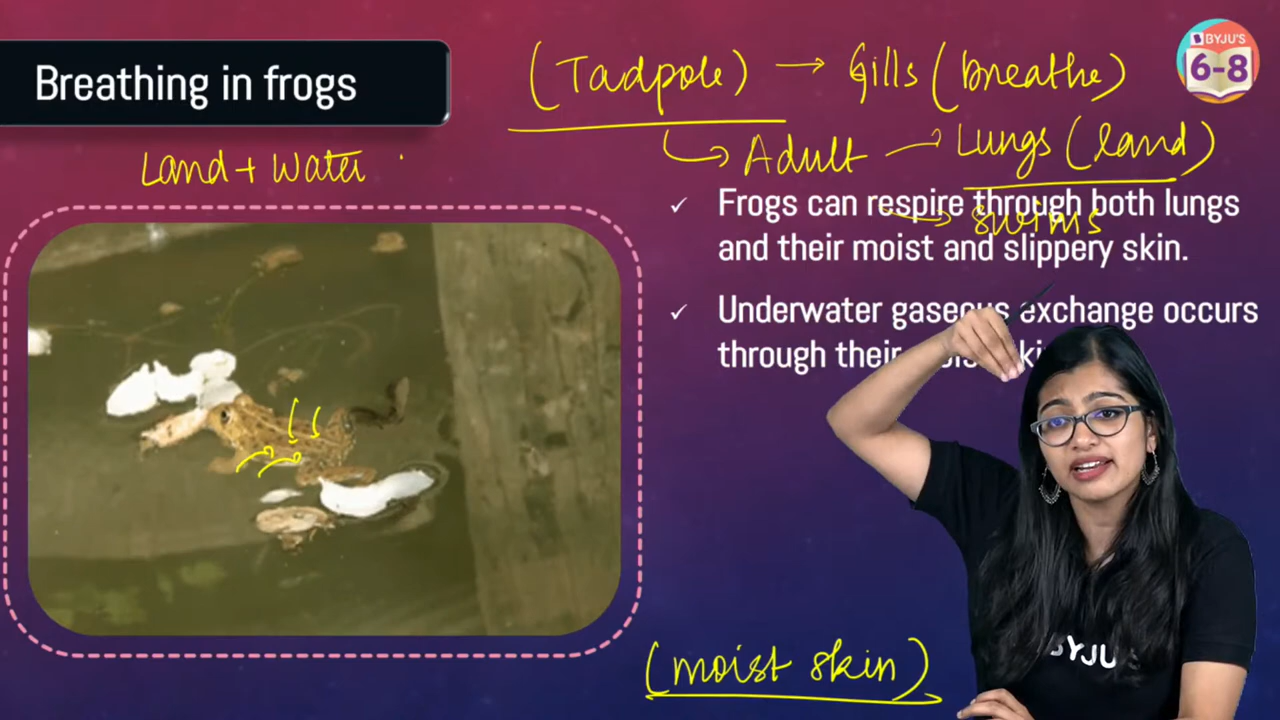 Breathing in frogs
(Tadpole) → Gills (breathe)
BYJU'S
6-8
↳ Adult → Lungs (land)
Land + Water
✓ Frogs can respire through both lungs
→ swims
and their moist and slippery skin.
✓ Underwater gaseous exchange occurs
through their
(moist skin)
BYJU